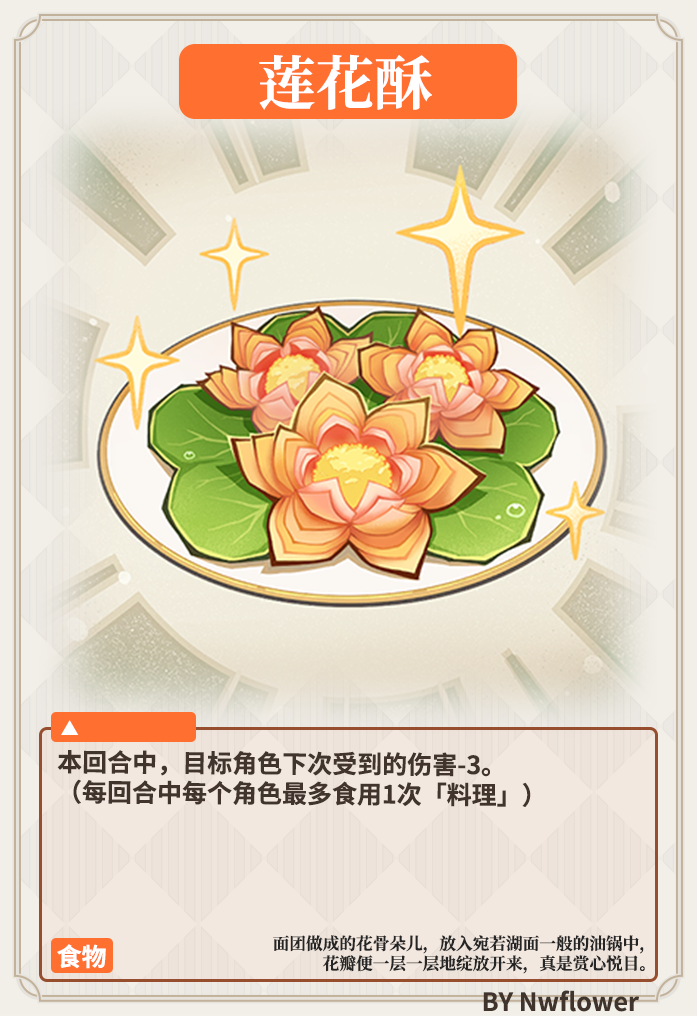 莲花酥
本回合中，目标角色下次受到的伤害-3。
（每回合中每个角色最多食用1次「料理」）
食物
面团做成的花骨朵儿，放入宛若湖面一般的油锅中，
花瓣便一层一层地绽放开来，真是赏心悦目。
BY Nwflower